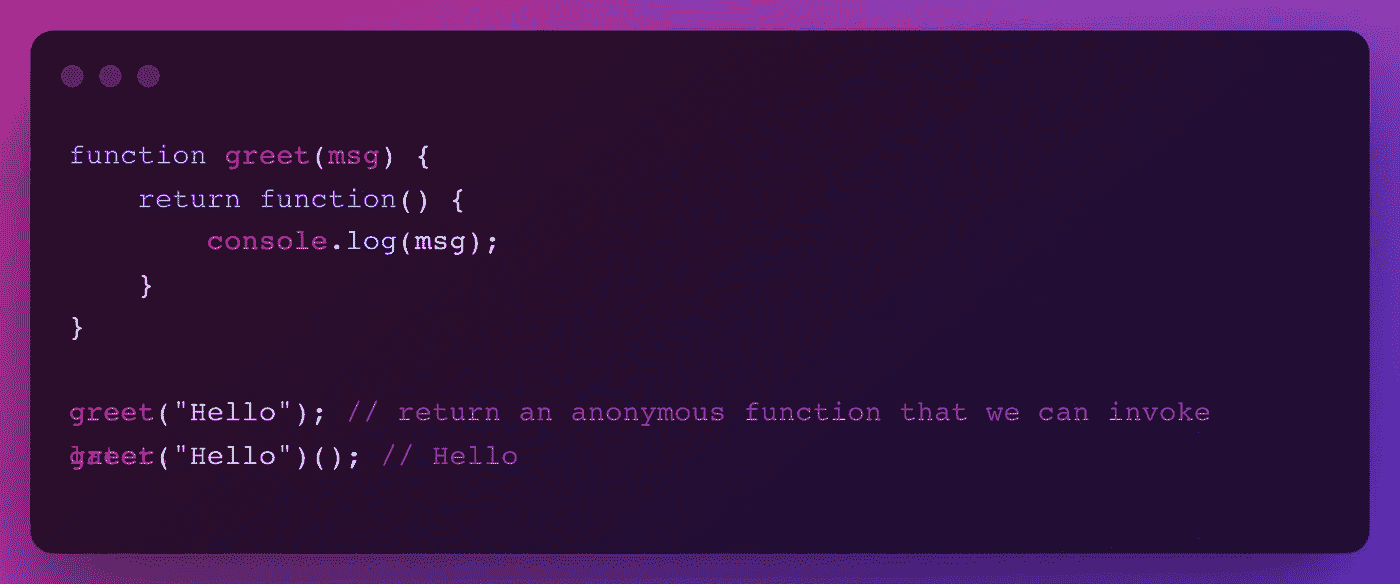 function greet(msg) {
    return function() {
        console.log(msg);
    }
}
greet("Hello"); // return an anonymous function that we can invoke
later
greet("Hello")(); // Hello